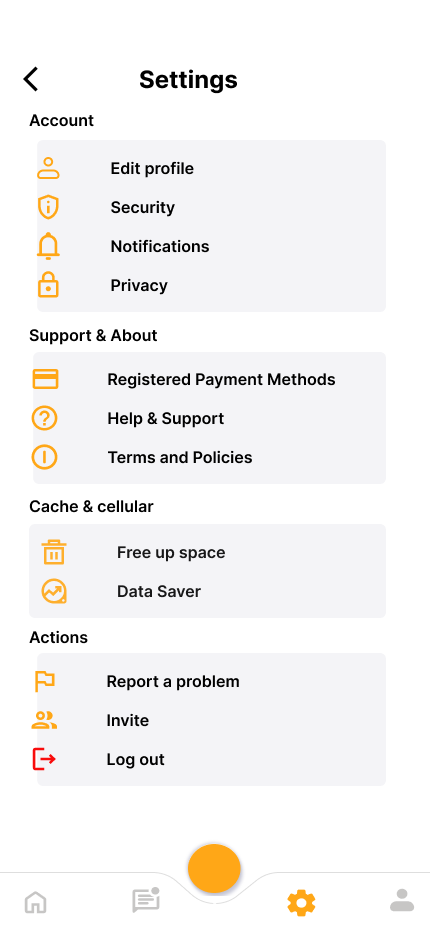 Settings
Account
Edit profile
Security
Notifications
Privacy
Support & About
Registered Payment Methods
Help & Support
Terms and Policies
Cache & cellular
Free up space
Data Saver
Actions
Report a problem
Invite
Log out